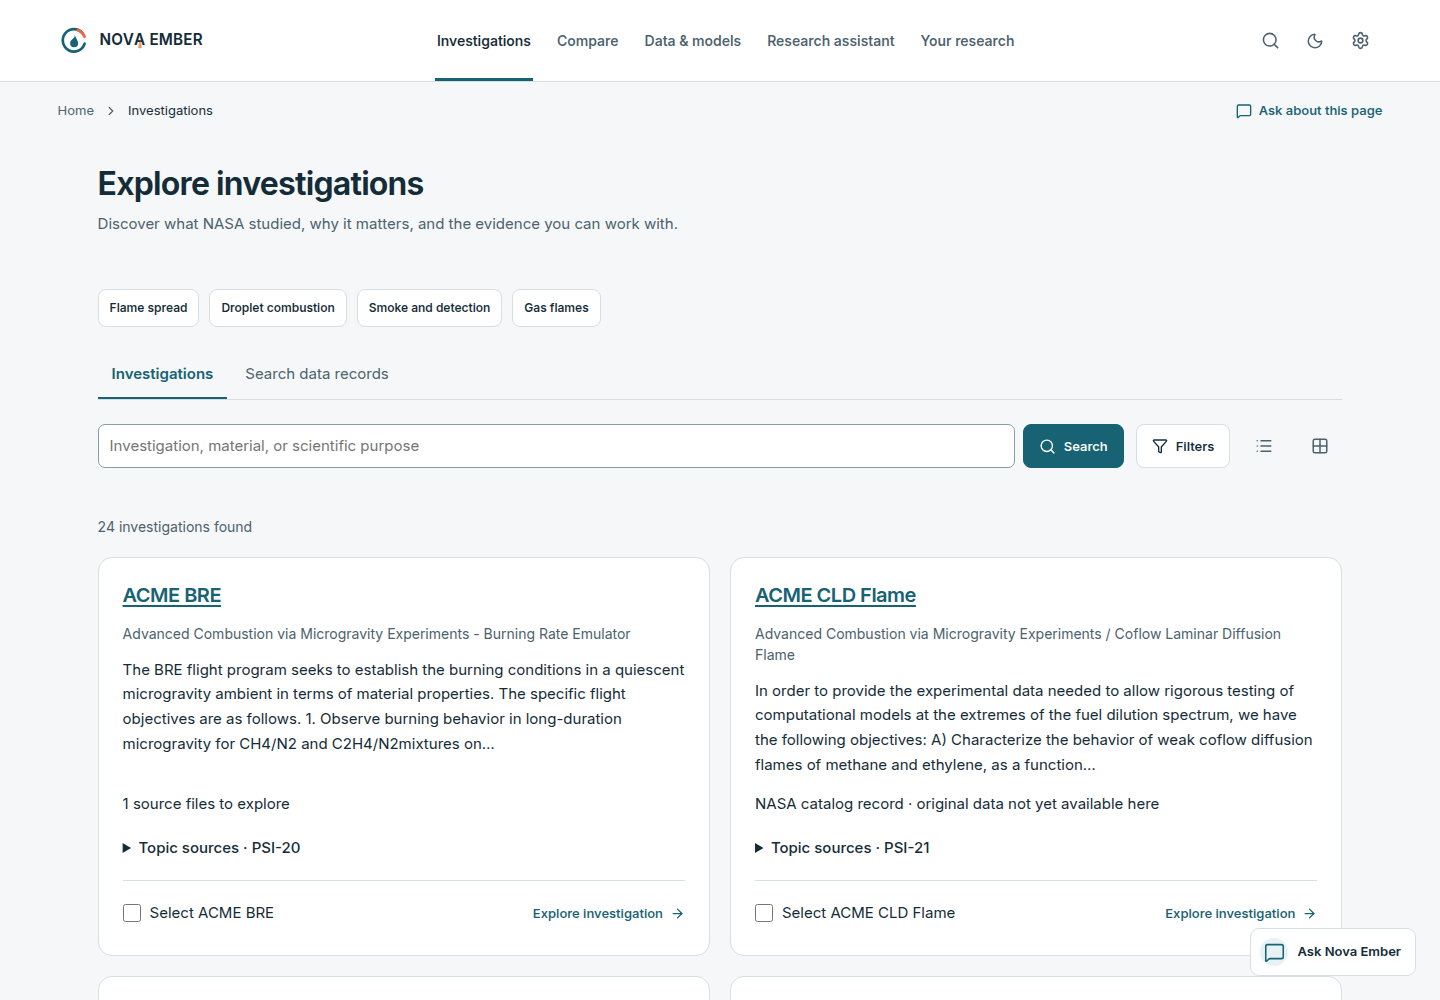 NOVA EMBER
Investigations
Compare
Data & models
Research assistant
Your research
Home
Investigations
Ask about this page
Explore investigations
Discover what NASA studied, why it matters, and the evidence you can work with.
Flame spread
Droplet combustion
Smoke and detection
Gas flames
Investigations
Search data records
Investigation, material, or scientific purpose
Search
Filters
24 investigations found
ACME BRE
Advanced Combustion via Microgravity Experiments - Burning Rate Emulator
The BRE flight program seeks to establish the burning conditions in a quiescent
microgravity ambient in terms of material properties. The specific flight
objectives are as follows. 1. Observe burning behavior in long-duration
microgravity for CH4/N2 and C2H4/N2mixtures on...
1 source files to explore
Topic sources · PSI-20
Select ACME BRE
Explore investigation
ACME CLD Flame
Advanced Combustion via Microgravity Experiments / Coflow Laminar Diffusion
Flame
In order to provide the experimental data needed to allow rigorous testing of
computational models at the extremes of the fuel dilution spectrum, we have
the following objectives: A) Characterize the behavior of weak coflow diffusion
flames of methane and ethylene, as a function...
NASA catalog record · original data not yet available here
Topic sources · PSI-21
Select ACME CLD Flame
Explore investigation
Ask Nova Ember